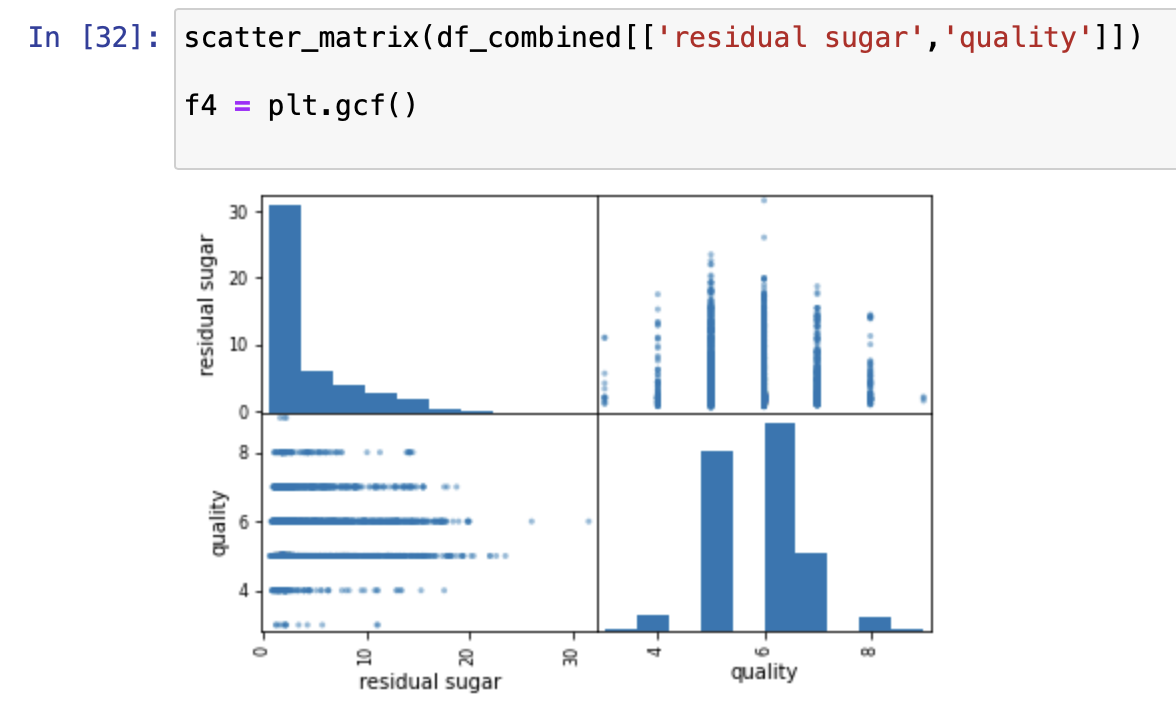 In [32]: scatter_matrix(df_combined[['residual sugar','quality']])
f4 = plt.gcf()
residual sugar
30
20
10
0
quality
8
6
4
0
10
20
30
residual sugar
4
6
8
quality